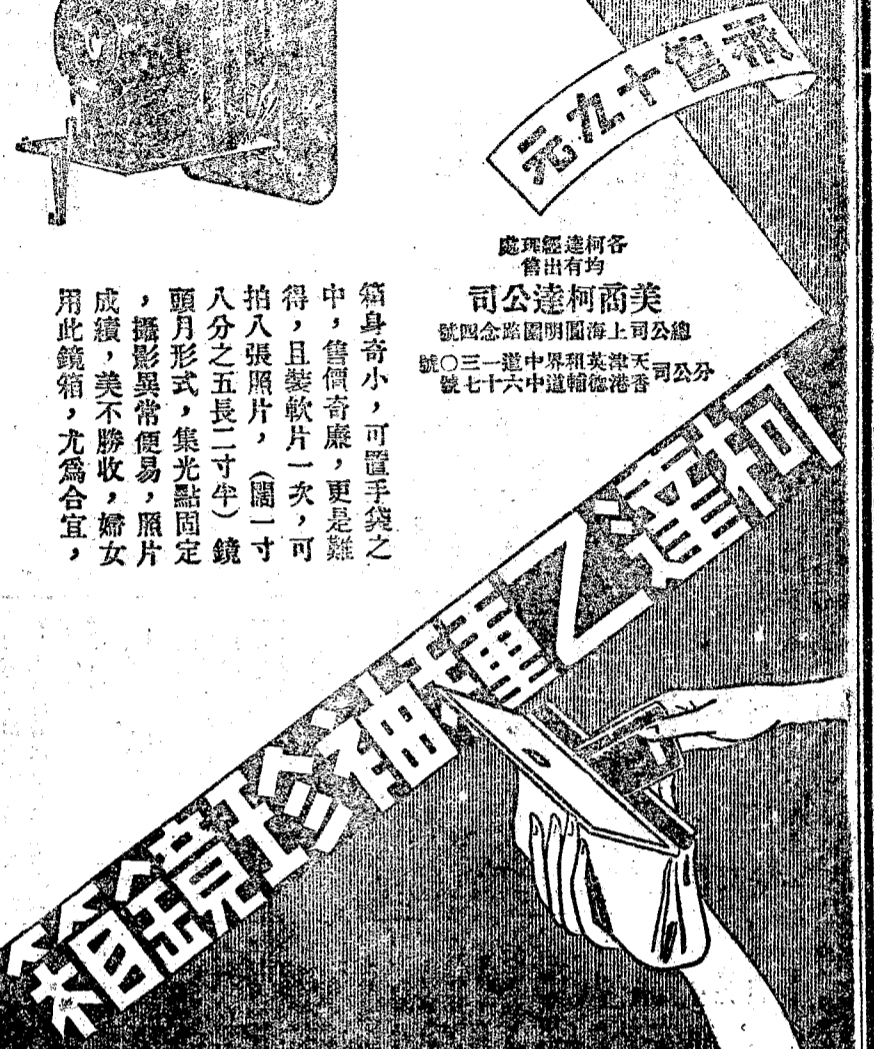 祇售十九元
各柯達經理處
均有出售
美商柯達公司
總公司上海圓明園路念四號
分公司
天津英租界中道一三〇號
香港德輔道中六十七號
箱身奇小，可置手袋之
中，售價奇廉，更是難
得，且裝軟片一次，可
拍八張照片，（闊一寸
八分之五長二寸半）鏡
頭月形式，集光點固定
，攝影異常便易，照片
成績，美不勝收，婦女
用此鏡箱，尤爲合宜，
柯達乙種袖珍鏡箱